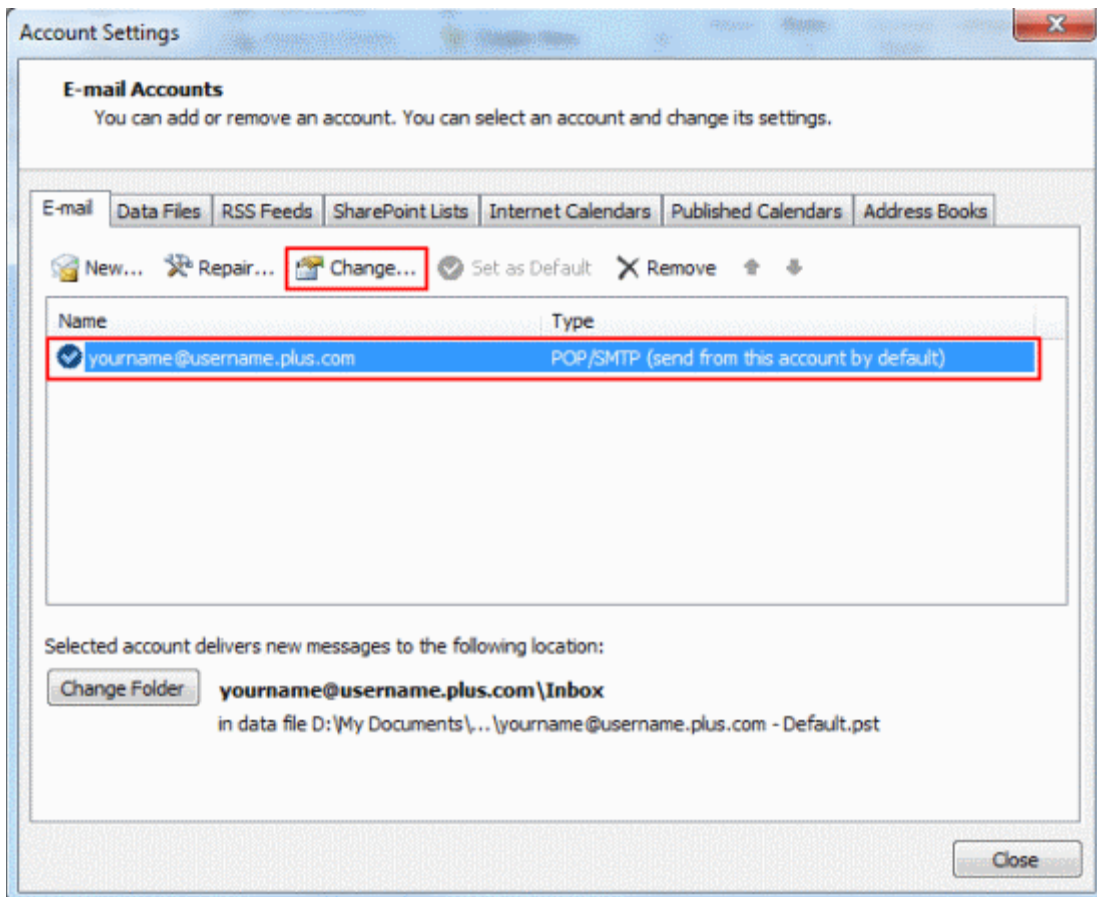 Account Settings
E-mail Accounts
You can add or remove an account. You can select an account and change its settings.
E-mail Data Files RSS Feeds SharePoint Lists Internet Calendars Published Calendars Address Books
New... Repair... Change... Set as Default Remove
Name Type
yourname@username.plus.com POP/SMTP (send from this account by default)
Selected account delivers new messages to the following location:
Change Folder yourname@username.plus.com\Inbox
in data file D:\My Documents\...\yourname@username.plus.com - Default.pst
Close